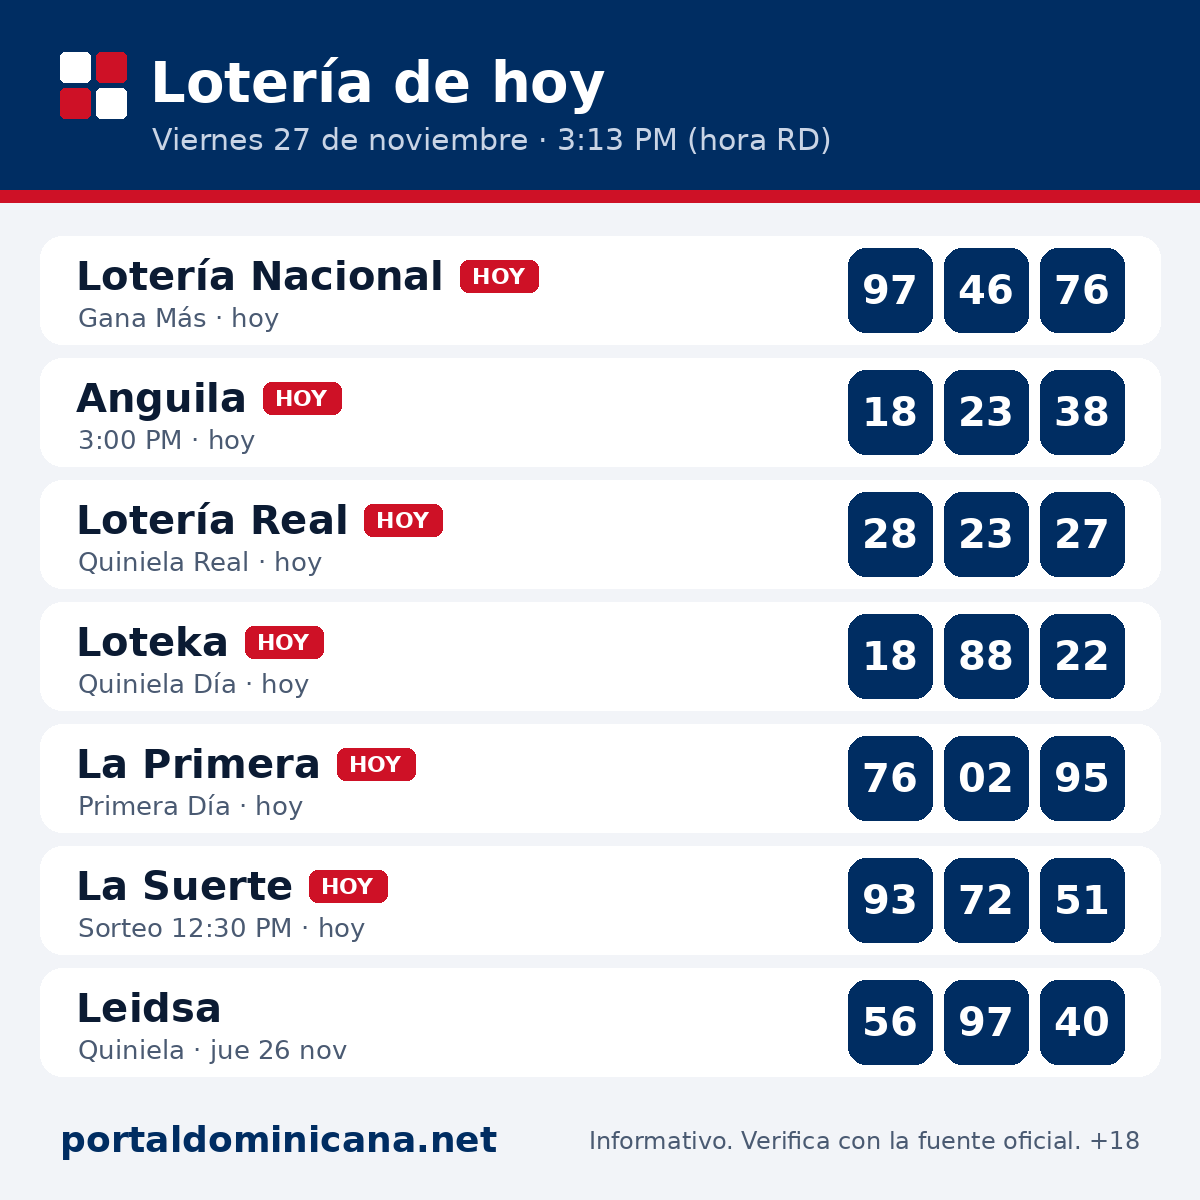 Lotería de hoy
Viernes 27 de noviembre · 3:13 PM (hora RD)
Lotería Nacional HOY
Gana Más · hoy
97 46 76
Anguila HOY
3:00 PM · hoy
18 23 38
Lotería Real HOY
Quiniela Real · hoy
28 23 27
Loteka HOY
Quiniela Día · hoy
18 88 22
La Primera HOY
Primera Día · hoy
76 02 95
La Suerte HOY
Sorteo 12:30 PM · hoy
93 72 51
Leidsa
Quiniela · jue 26 nov
56 97 40
portaldominicana.net
Informativo. Verifica con la fuente oficial. +18